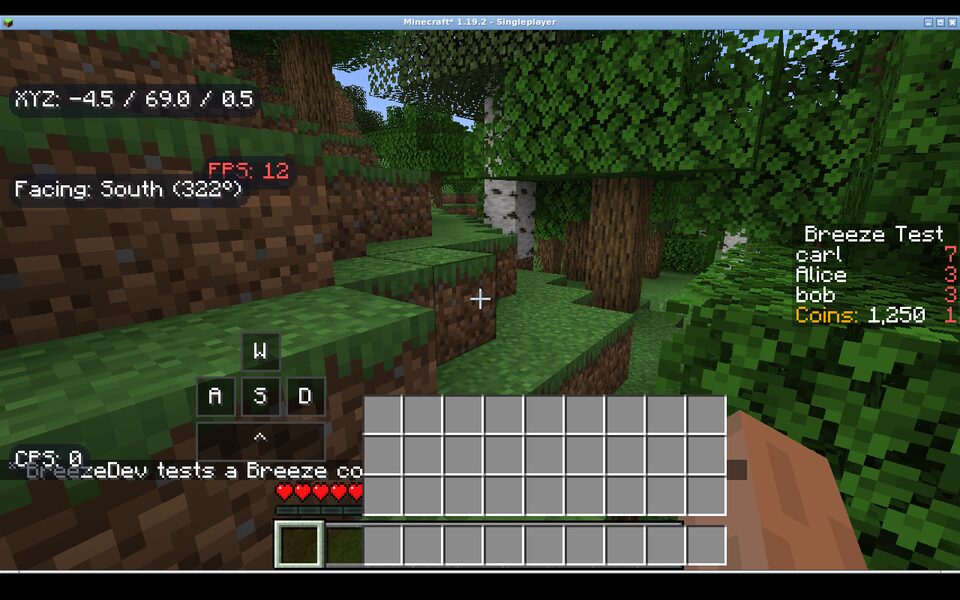 Minecraft* 1.19.2 - Singleplayer
XYZ: -4.5 / 69.0 / 0.5
FPS: 12
Facing: South (322°)
Breeze Test
carl 7
Alice 3
bob 3
Coins: 1,250 1
W
A S D
^
CPS: 0
BreezeDev tests a Breeze co